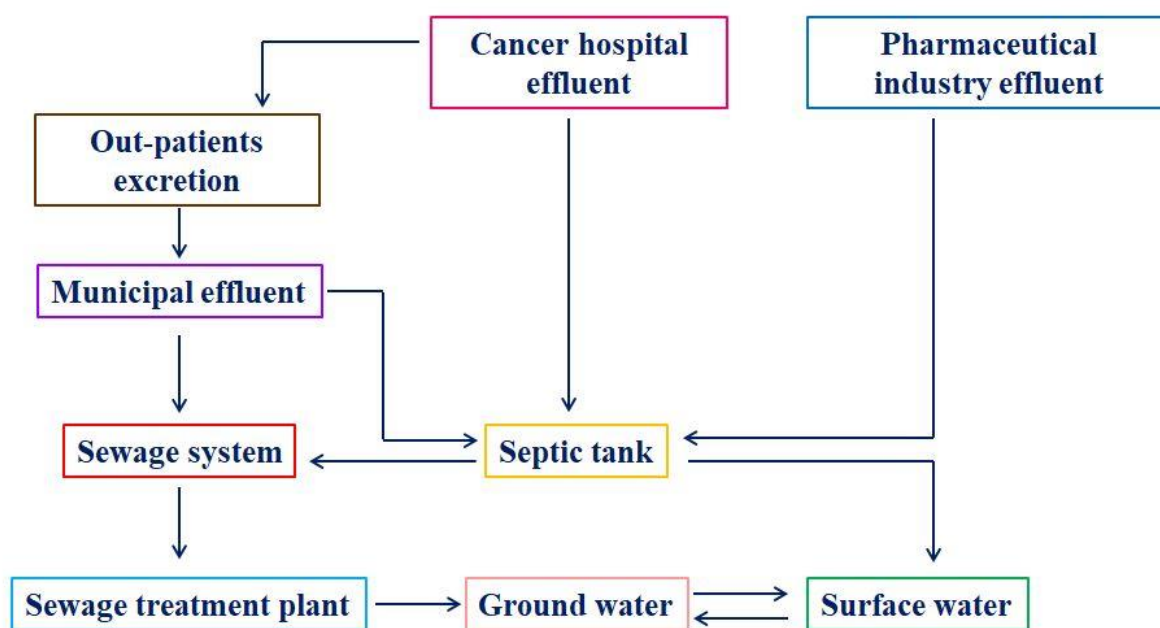 Cancer hospital
effluent
Pharmaceutical
industry effluent
Out-patients
excretion
Municipal effluent
Sewage system
Septic tank
Sewage treatment plant
Ground water
Surface water